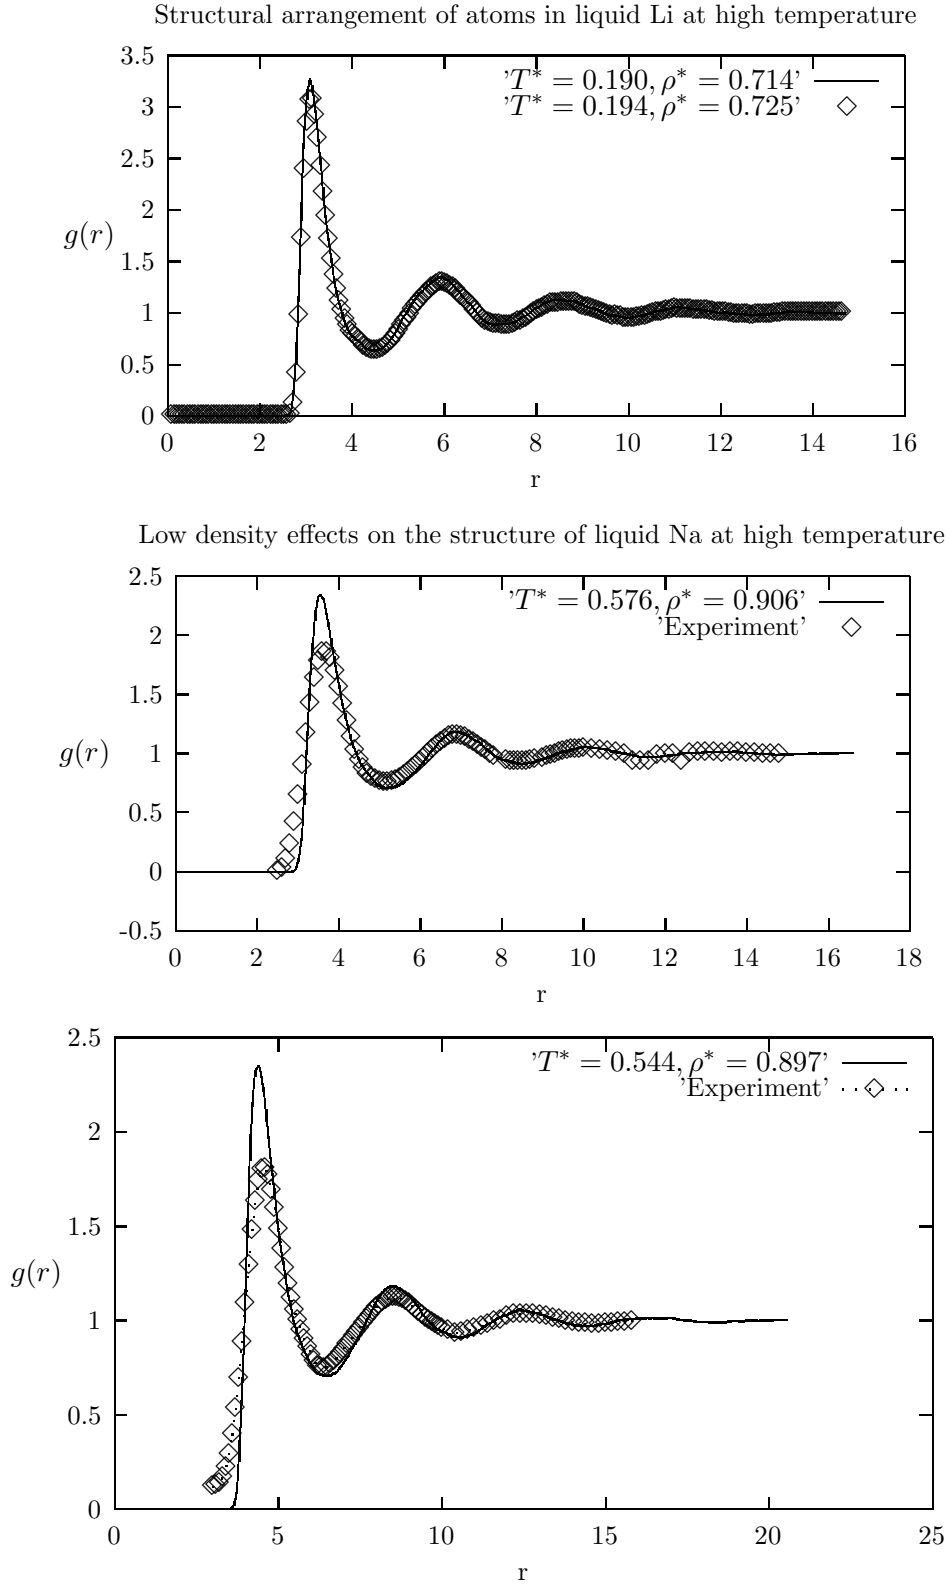 Structural arrangement of atoms in liquid Li at high temperature
3.5
'T* = 0.190, ρ* = 0.714'
3
'T* = 0.194, ρ* = 0.725'
2.5
2
g(r)
1.5
1
0.5
0
0 2 4 6 8 10 12 14 16
r
Low density effects on the structure of liquid Na at high temperature
2.5
'T* = 0.576, ρ* = 0.906'
'Experiment'
2
1.5
g(r)
1
0.5
0
-0.5
0 2 4 6 8 10 12 14 16 18
r
2.5
'T* = 0.544, ρ* = 0.897'
'Experiment'
2
1.5
g(r)
1
0.5
0
0 5 10 15 20 25
r